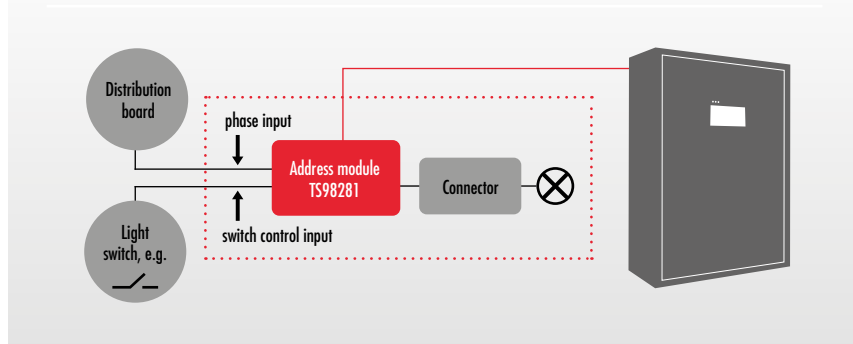 Distribution
board
phase input
Address module
TS98281
Connector
switch control input
Light
switch, e.g.